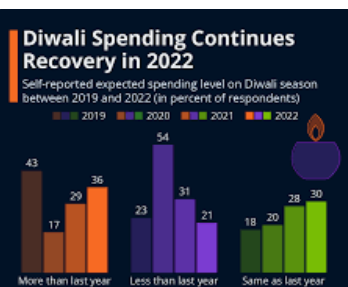 Diwali Spending Continues
Recovery in 2022
Self-reported expected spending level on Diwali season
between 2019 and 2022 (in percent of respondents)
2019 2020 2021 2022
43 17 29 36
23 54 31 21
18 20 28 30
More than last year Less than last year Same as last year